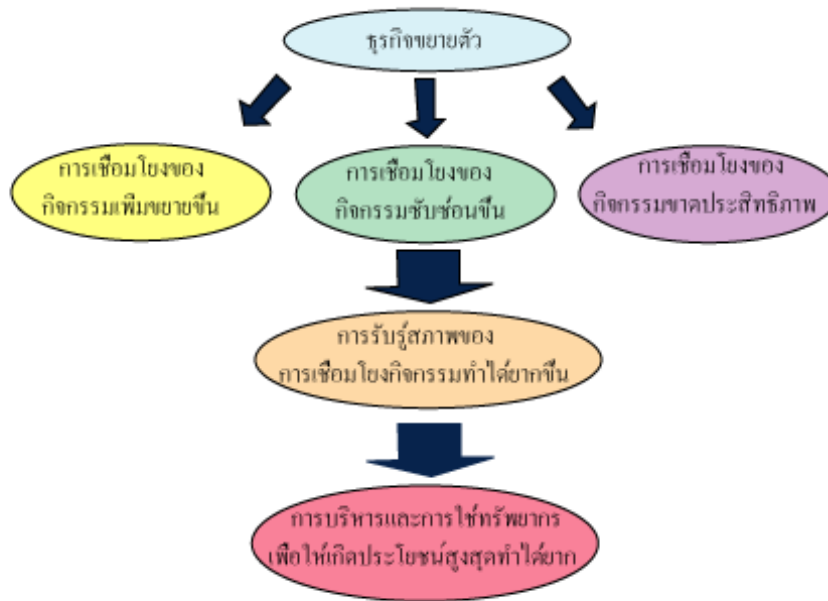 ธุรกิจขยายตัว
การเชื่อมโยงของ
กิจกรรมเพิ่มขยายขึ้น
การเชื่อมโยงของ
กิจกรรมซับซ้อนขึ้น
การเชื่อมโยงของ
กิจกรรมขาดประสิทธิภาพ
การรับรู้สภาพของ
การเชื่อมโยงกิจกรรมทำได้ยากขึ้น
การบริหารและการใช้ทรัพยากร
เพื่อให้เกิดประโยชน์สูงสุดทำได้ยาก